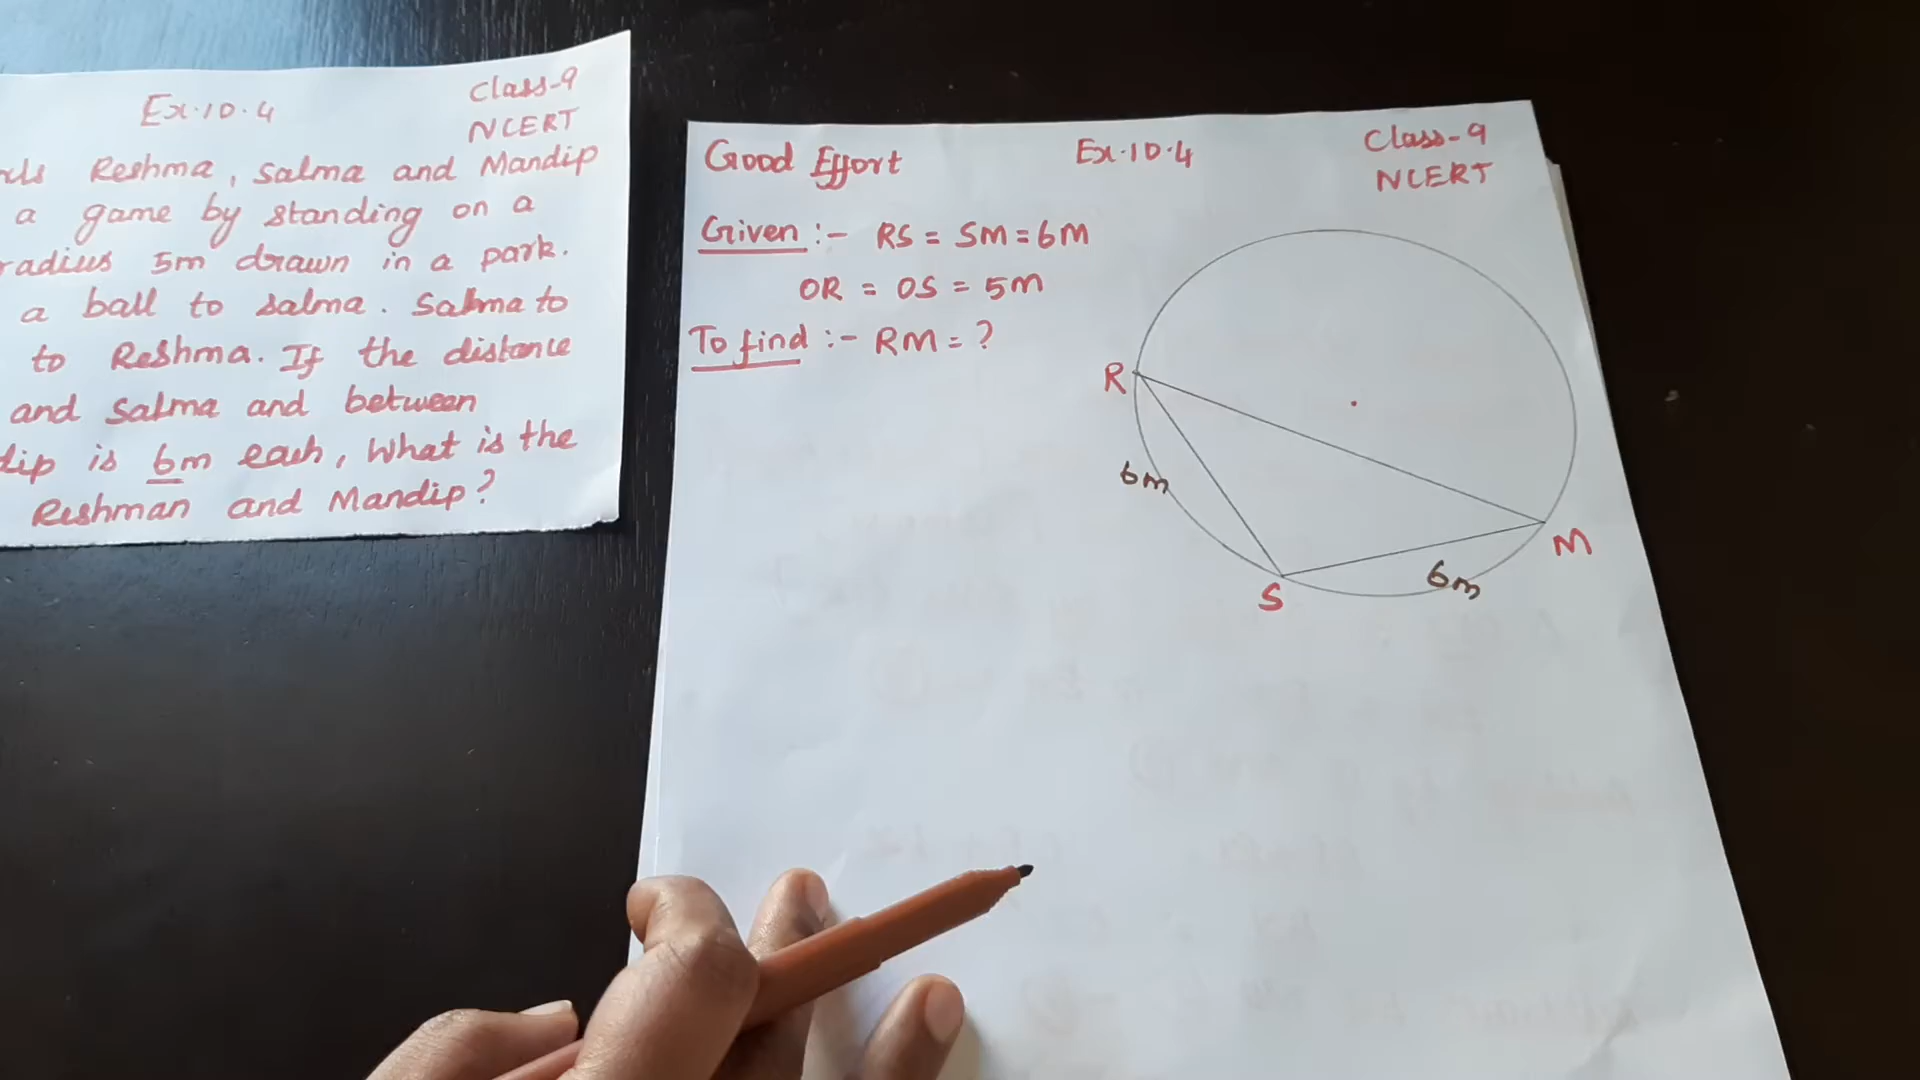 Ex.10.4
Class-9
NCERT
Reshma, Salma and Mandip
a game by standing on a
radius 5m drawn in a park.
a ball to salma. Salma to
to Reshma. If the distance
and Salma and between
is 6m each, What is the
Reshman and Mandip?
Good Effort
Ex.10.4
Class-9
NCERT
Given :- RS = SM = 6M
OR = OS = 5M
To find :- RM = ?
R
6m
S
6m
M